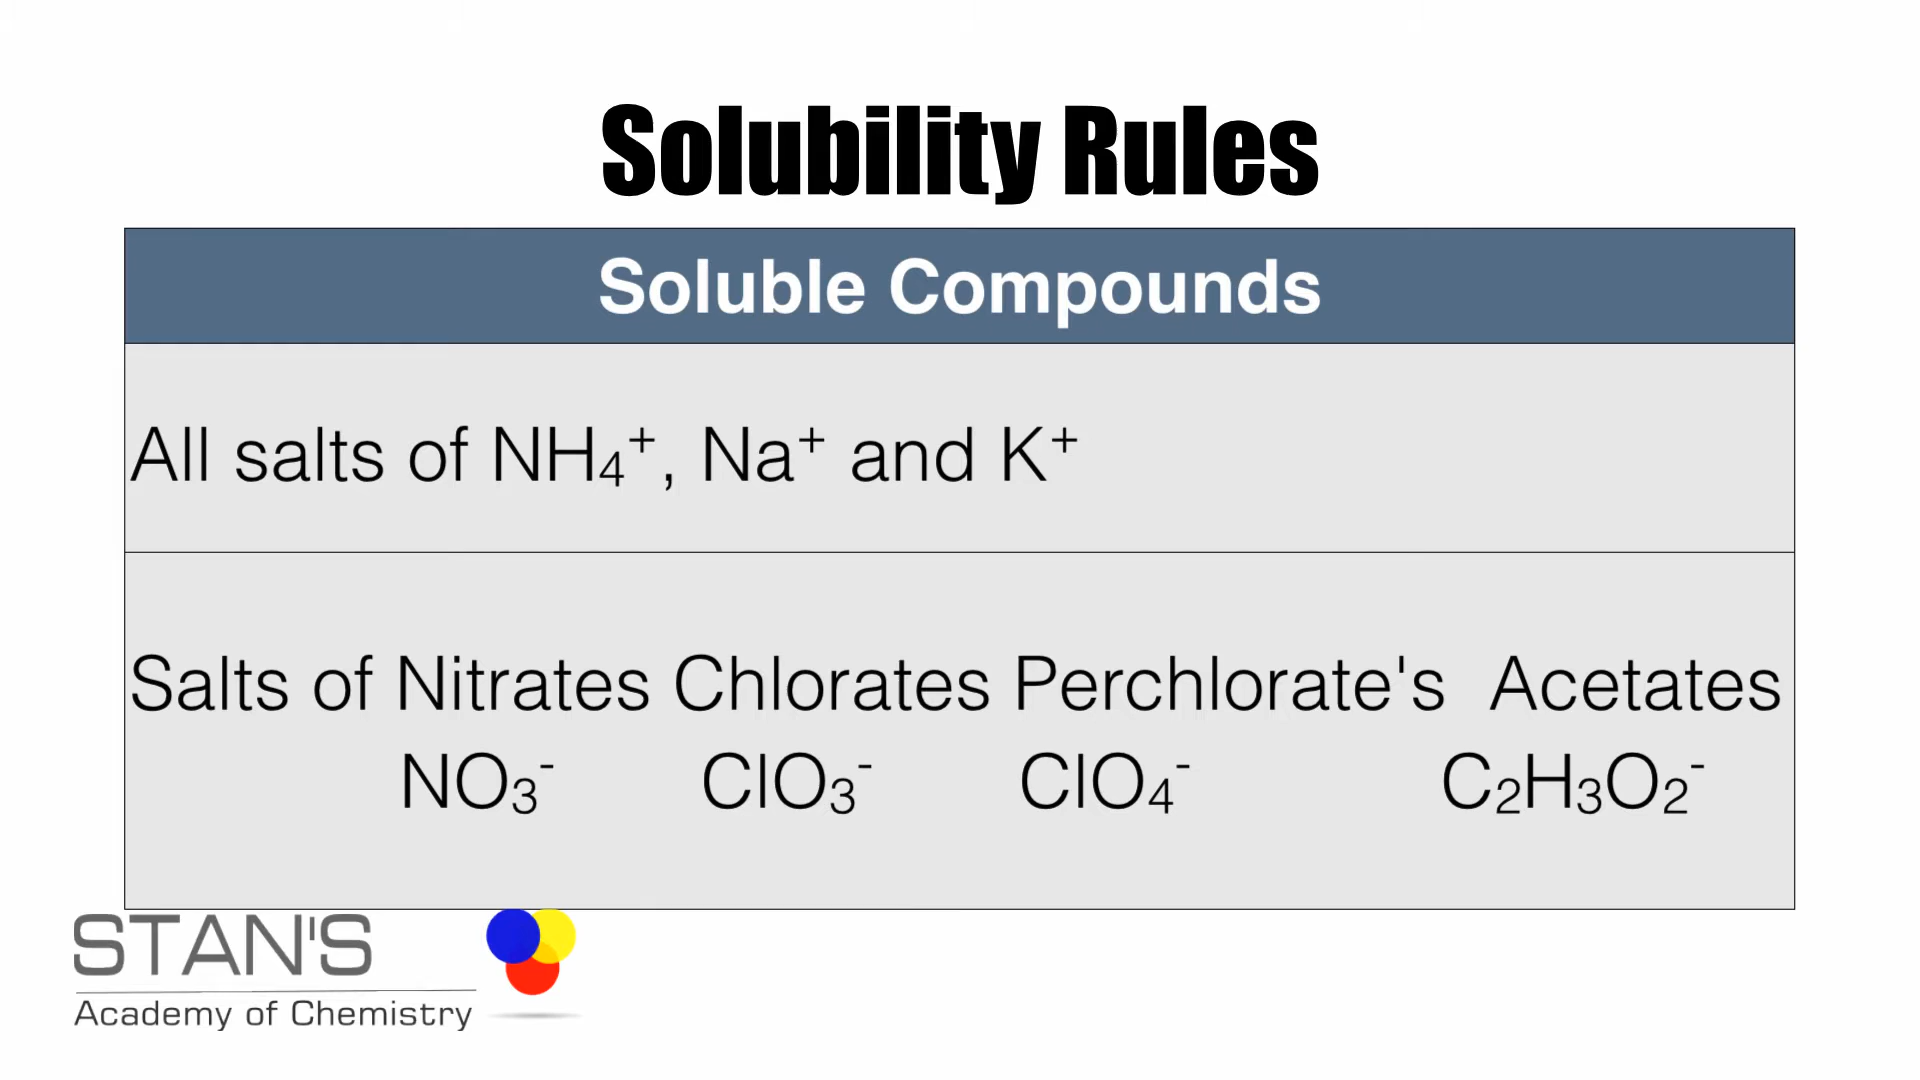 Solubility Rules
Soluble Compounds
All salts of NH₄⁺, Na⁺ and K⁺
Salts of Nitrates Chlorates Perchlorate's Acetates
NO₃⁻ ClO₃⁻ ClO₄⁻ C₂H₃O₂⁻
STAN'S
Academy of Chemistry